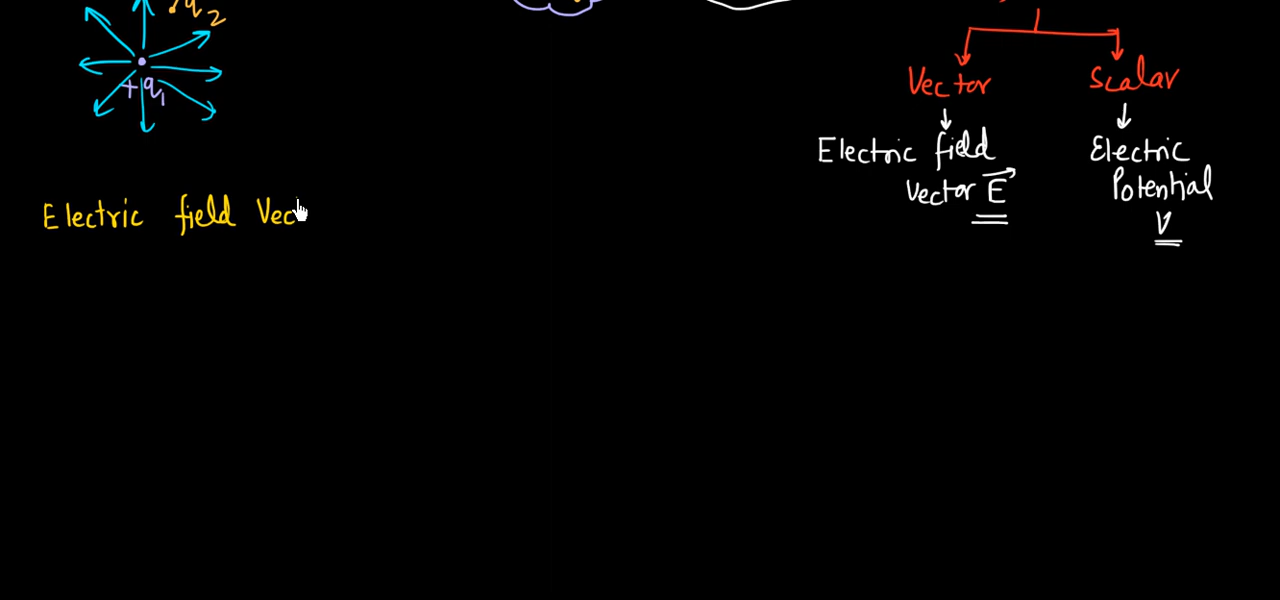 q2
+q1
Vector
Scalar
Electric field
Vector E
Electric
Potential
V
Electric field Vec